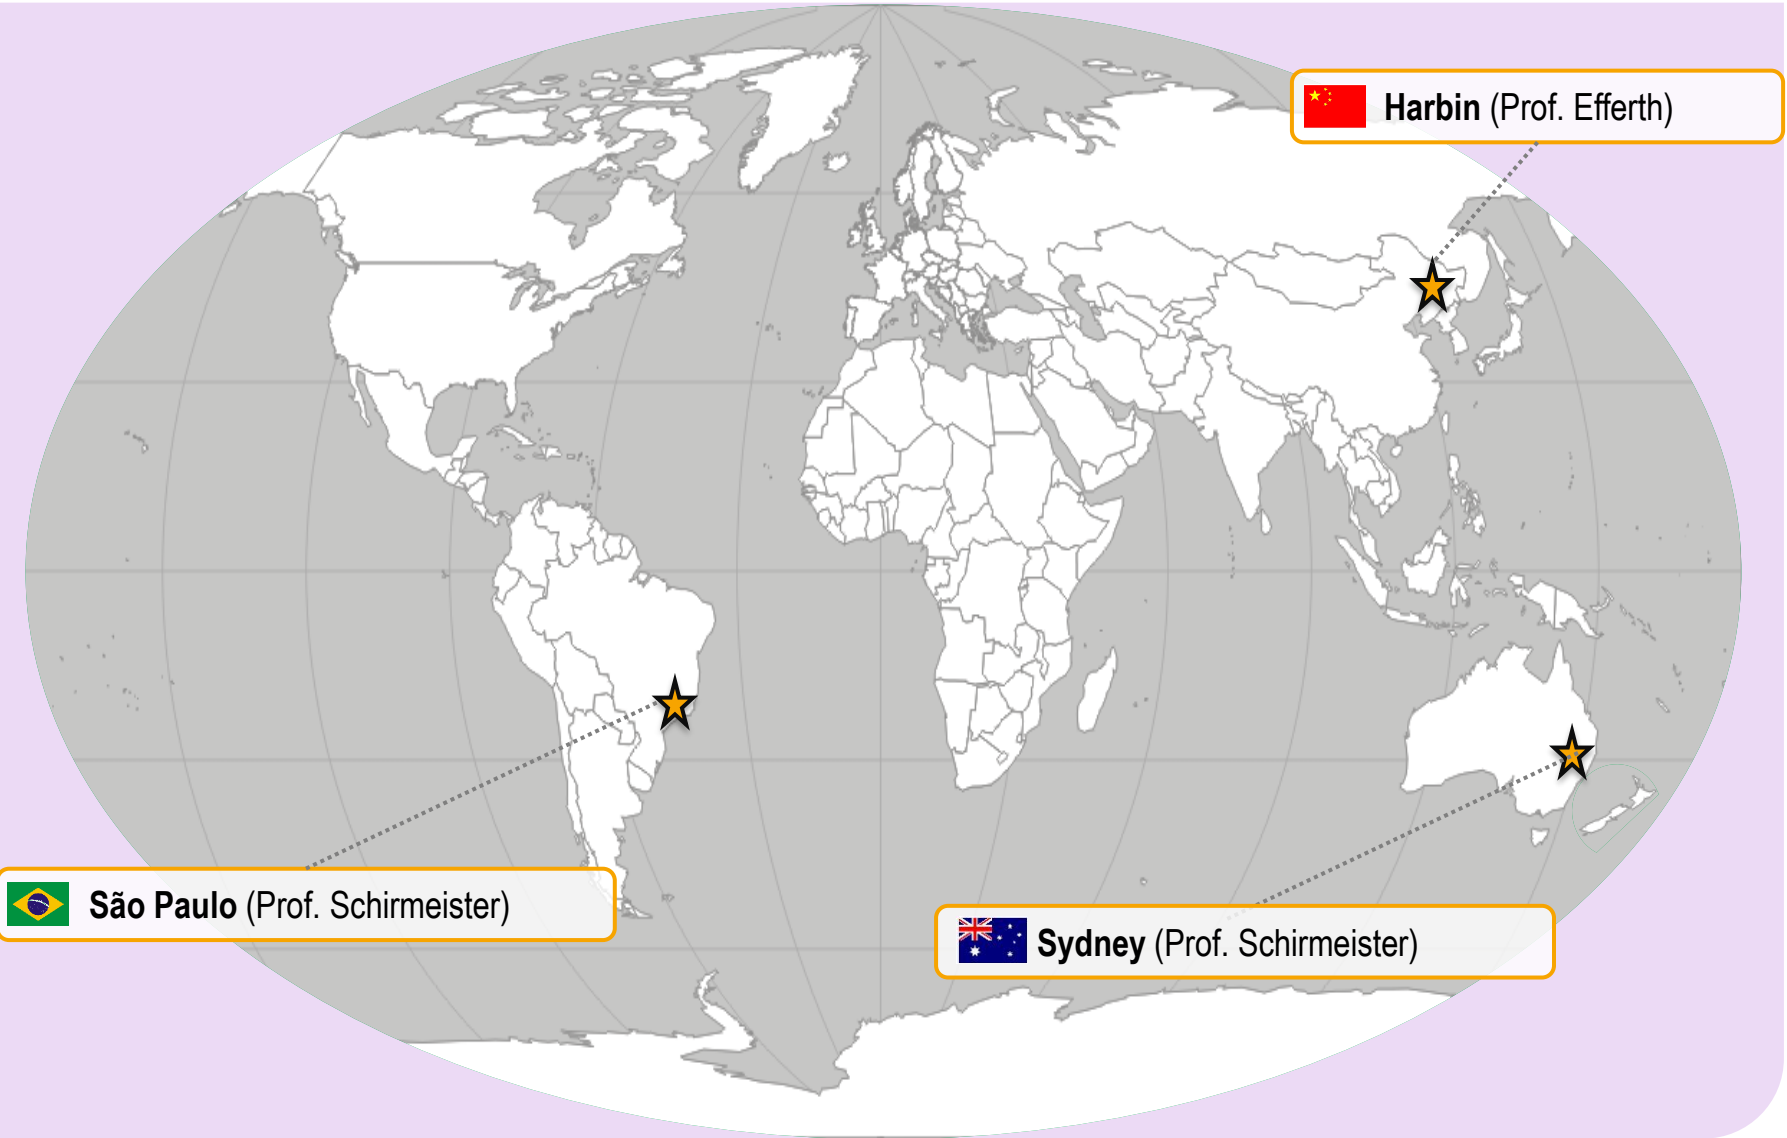 Harbin (Prof. Efferth)
São Paulo (Prof. Schirmeister)
Sydney (Prof. Schirmeister)